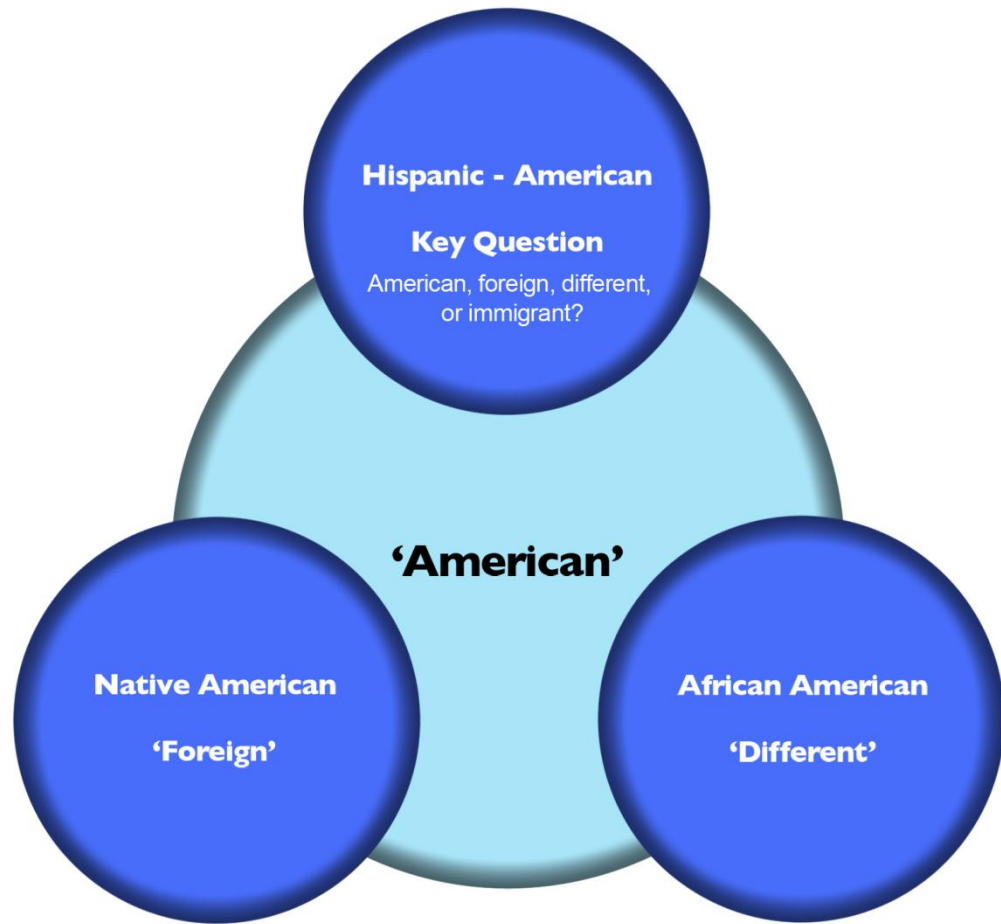 Hispanic - American
Key Question
American, foreign, different,
or immigrant?
‘American’
Native American
‘Foreign’
African American
‘Different’